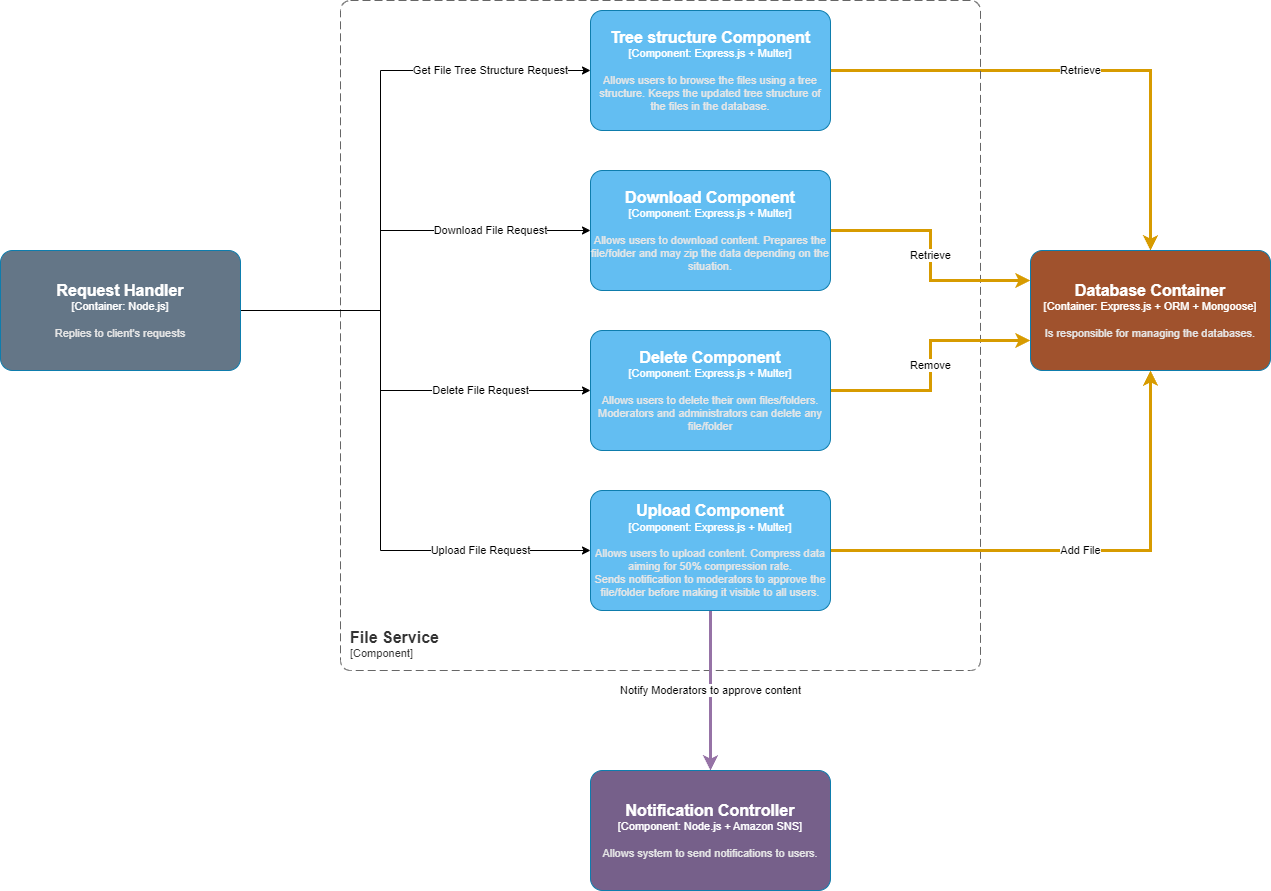 Tree structure Component
[Component: Express.js + Multer]
Allows users to browse the files using a tree
structure. Keeps the updated tree structure of
the files in the database.
Get File Tree Structure Request
Retrieve
Download Component
[Component: Express.js + Multer]
Allows users to download content. Prepares the
file/folder and may zip the data depending on the
situation.
Download File Request
Retrieve
Request Handler
[Container: Node.js]
Replies to client's requests
Database Container
[Container: Express.js + ORM + Mongoose]
Is responsible for managing the databases.
Delete Component
[Component: Express.js + Multer]
Allows users to delete their own files/folders.
Moderators and administrators can delete any
file/folder
Delete File Request
Remove
Upload Component
[Component: Express.js + Multer]
Allows users to upload content. Compress data
aiming for 50% compression rate.
Sends notification to moderators to approve the
file/folder before making it visible to all users.
Upload File Request
Add File
File Service
[Component]
Notify Moderators to approve content
Notification Controller
[Component: Node.js + Amazon SNS]
Allows system to send notifications to users.